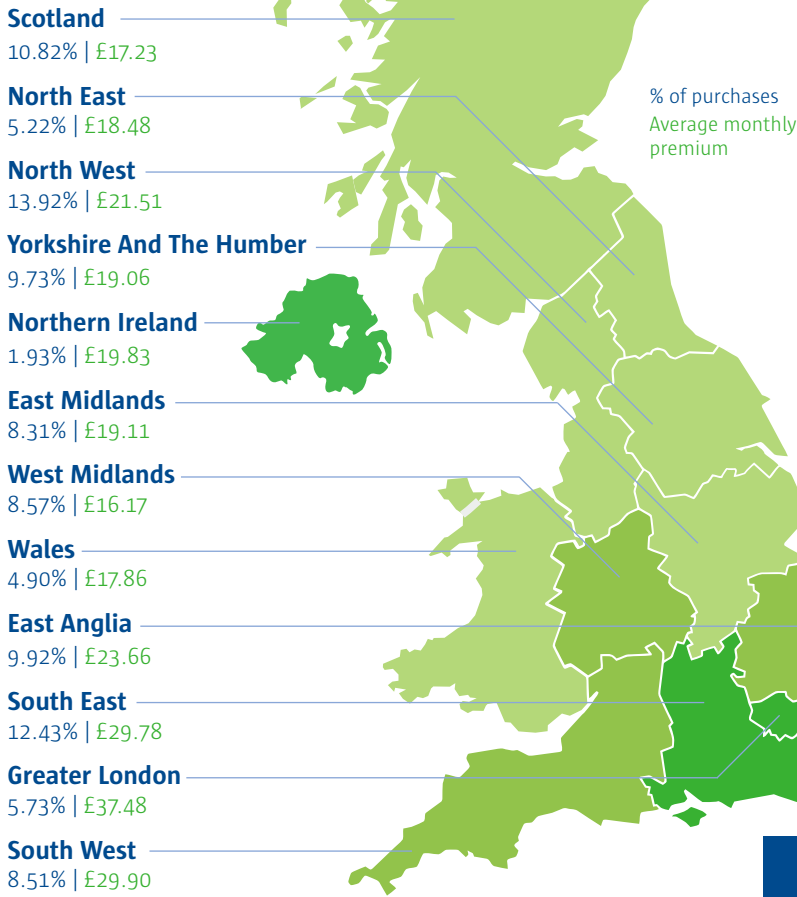 Scotland
10.82% | £17.23
North East
5.22% | £18.48
% of purchases
Average monthly
premium
North West
13.92% | £21.51
Yorkshire And The Humber
9.73% | £19.06
Northern Ireland
1.93% | £19.83
East Midlands
8.31% | £19.11
West Midlands
8.57% | £16.17
Wales
4.90% | £17.86
East Anglia
9.92% | £23.66
South East
12.43% | £29.78
Greater London
5.73% | £37.48
South West
8.51% | £29.90